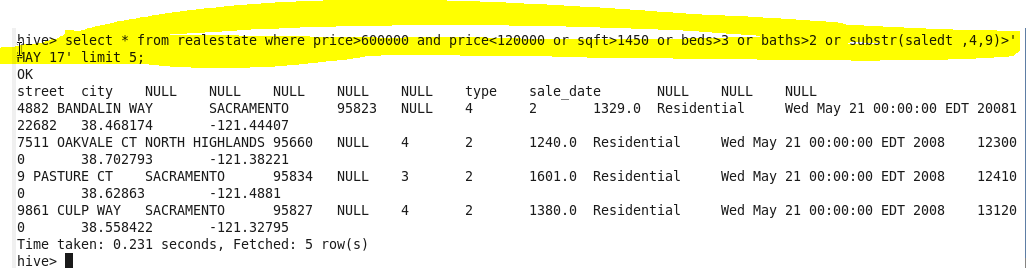 hive> select * from realestate where price>600000 and price<120000 or sqft>1450 or beds>3 or baths>2 or substr(saledt ,4,9)>'
MAY 17' limit 5;
OK
street city NULL NULL NULL NULL NULL type sale_date NULL NULL NULL
4882 BANDALIN WAY SACRAMENTO 95823 NULL 4 2 1329.0 Residential Wed May 21 00:00:00 EDT 20081
22682 38.468174 -121.44407
7511 OAKVALE CT NORTH HIGHLANDS 95660 NULL 4 2 1240.0 Residential Wed May 21 00:00:00 EDT 2008 12300
0 38.702793 -121.38221
9 PASTURE CT SACRAMENTO 95834 NULL 3 2 1601.0 Residential Wed May 21 00:00:00 EDT 2008 12410
0 38.62863 -121.4881
9861 CULP WAY SACRAMENTO 95827 NULL 4 2 1380.0 Residential Wed May 21 00:00:00 EDT 2008 13120
0 38.558422 -121.32795
Time taken: 0.231 seconds, Fetched: 5 row(s)
hive>